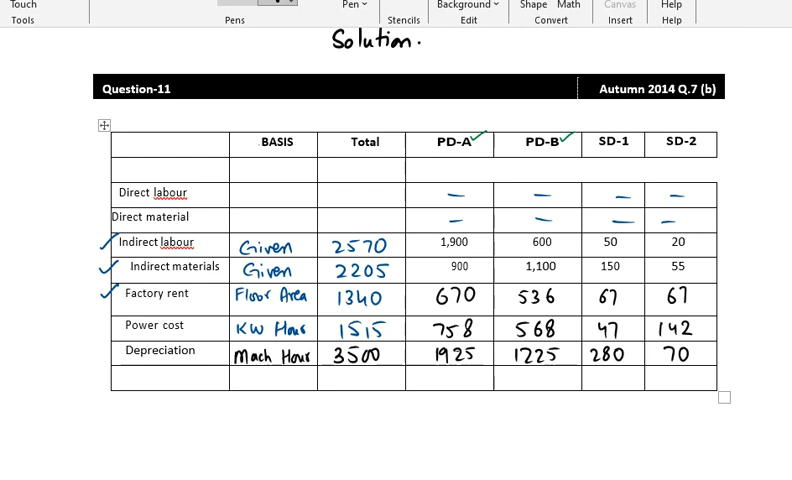 Touch Pen Background Shape Math Canvas Help
Tools Pens Stencils Edit Convert Insert Help
Solution.
Question-11 Autumn 2014 Q.7 (b)
BASIS Total PD-A PD-B SD-1 SD-2
Direct labour — — — —
Direct material — — — —
Indirect labour Given 2570 1,900 600 50 20
Indirect materials Given 2205 900 1,100 150 55
Factory rent Floor Area 1340 670 536 67 67
Power cost KW Hour 1515 758 568 47 142
Depreciation Mach Hour 3500 1925 1225 280 70